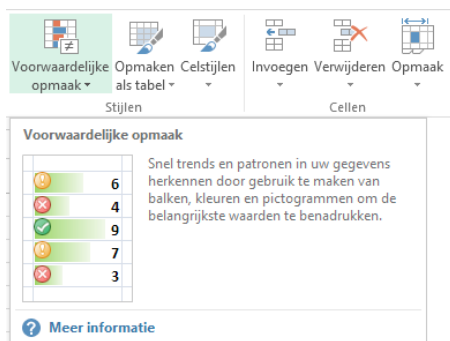 Voorwaardelijke Opmaken Celstijlen Invoegen Verwijderen Opmaak
opmaak als tabel
Stijlen Cellen
Voorwaardelijke opmaak
Snel trends en patronen in uw gegevens
herkennen door gebruik te maken van
balken, kleuren en pictogrammen om de
belangrijkste waarden te benadrukken.
6
4
9
7
3
Meer informatie